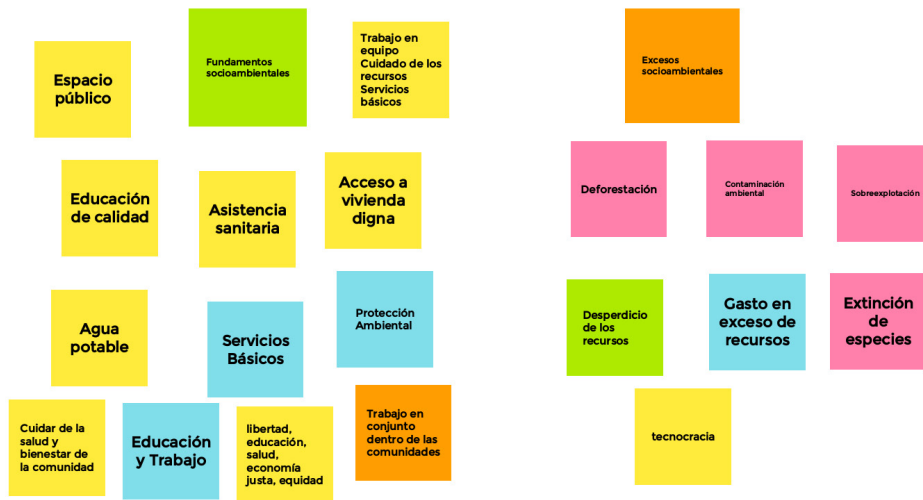 Espacio
público
Fundamentos
socioambientales
Trabajo en
equipo
Cuidado de los
recursos
Servicios
básicos
Educación
de calidad
Asistencia
sanitaria
Acceso a
vivienda
digna
Agua
potable
Servicios
Básicos
Protección
Ambiental
Cuidar de la
salud y
bienestar de
la comunidad
Educación
y Trabajo
libertad,
educación,
salud,
economía
justa, equidad
Trabajo en
conjunto
dentro de las
comunidades
Excesos
socioambientales
Deforestación
Contaminación
ambiental
Sobreexplotación
Desperdicio
de los
recursos
Gasto en
exceso de
recursos
Extinción
de
especies
tecnocracia